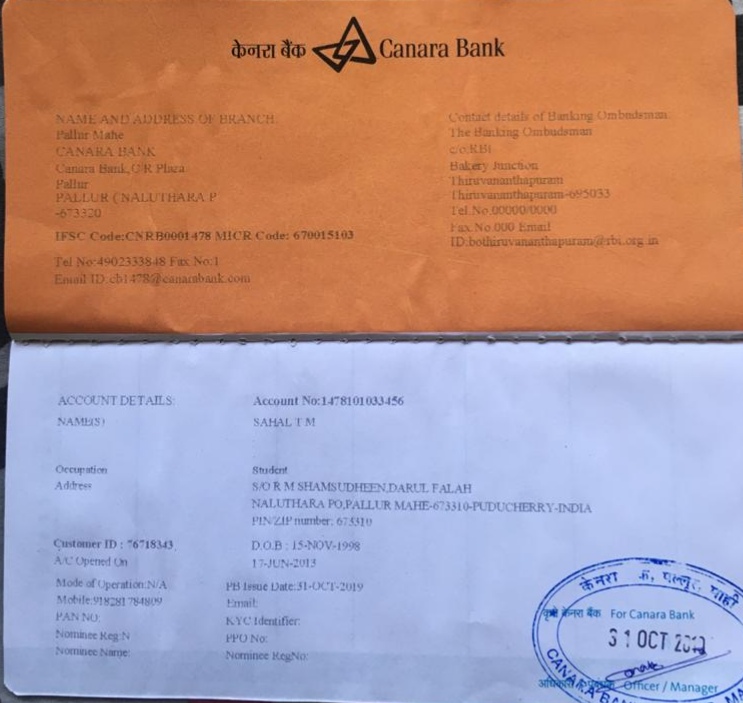 केनरा बैंक Canara Bank
NAME AND ADDRESS OF BRANCH:
Pallur Mahe
CANARA BANK
Canara Bank,C R Plaza
Pallur
PALLUR ( NALUTHARA P
-673320
IFSC Code:CNRB0001478 MICR Code: 670015103
Tel No:4902333848 Fax No:1
Email ID:cb1478@canarabank.com
Contact details of Banking Ombudsman
The Banking Ombudsman
c/o.RBI
Bakery Junction
Thiruvananthapuram
Thiruvananthapuram-695033
Tel.No.00000/0000
Fax.No.000 Email
ID:bothiruvananthapuram@rbi.org.in
ACCOUNT DETAILS: Account No:1478101033456
NAME(S) SAHAL T M
Occupation Student
Address S/O R M SHAMSUDHEEN,DARUL FALAH
NALUTHARA PO,PALLUR MAHE-673310-PUDUCHERRY-INDIA
PIN/ZIP number: 673310
Customer ID : 76718343 D.O.B : 15-NOV-1998
A/C Opened On 17-JUN-2013
Mode of Operation:N/A PB Issue Date:31-OCT-2019
Mobile:918281784809 Email:
PAN NO: KYC Identifier:
Nominee Reg:N PPO No:
Nominee Name: Nominee RegNo:
केनरा
केनरा बैंक For Canara Bank
31 OCT
Officer / Manager
CANARA